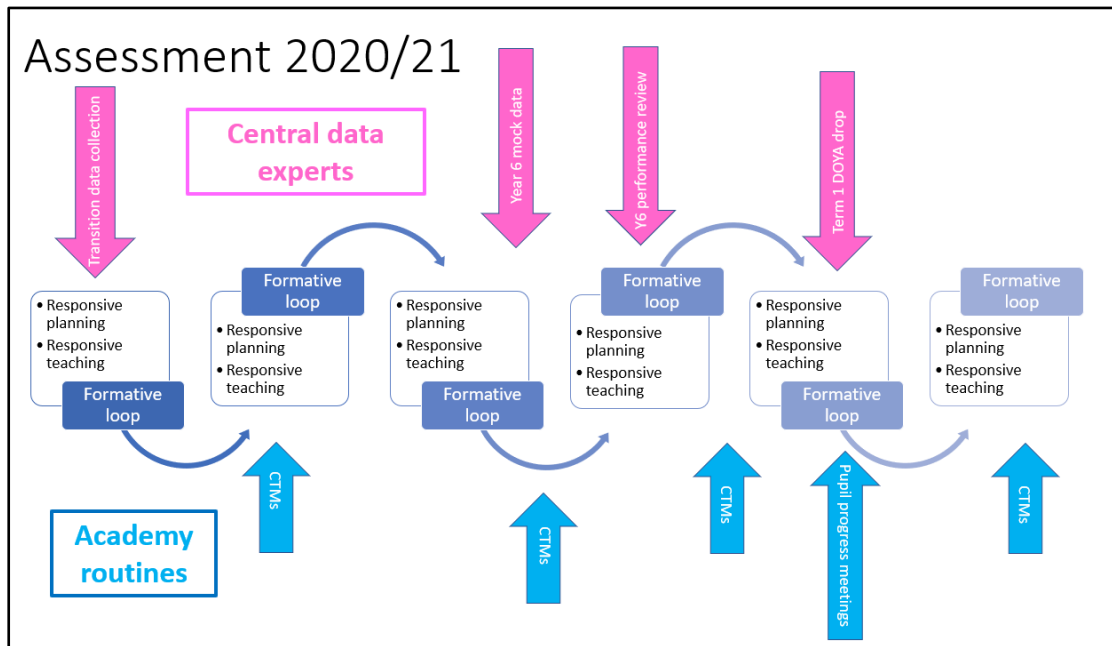 Assessment 2020/21
Transition data collection
Central data
experts
Year 6 mock data
Y6 performance review
Term 1 DOYA drop
• Responsive
planning
• Responsive
teaching
Formative
loop
Formative
loop
• Responsive
planning
• Responsive
teaching
• Responsive
planning
• Responsive
teaching
Formative
loop
Formative
loop
• Responsive
planning
• Responsive
teaching
• Responsive
planning
• Responsive
teaching
Formative
loop
Formative
loop
• Responsive
planning
• Responsive
teaching
Academy
routines
CTMs
CTMs
CTMs
Pupil progress meetings
CTMs